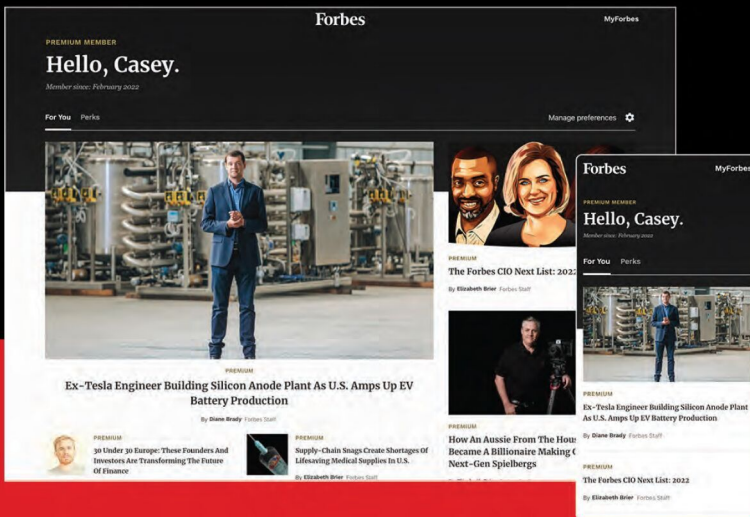 Forbes
MyForbes
PREMIUM MEMBER
Hello, Casey.
Member since: February 2022
For You Perks
Manage preferences
PREMIUM
Ex-Tesla Engineer Building Silicon Anode Plant As U.S. Amps Up EV
Battery Production
By Diane Brady Forbes Staff
PREMIUM
30 Under 30 Europe: These Founders And
Investors Are Transforming The Future
Of Finance
PREMIUM
Supply-Chain Snags Create Shortages Of
Lifesaving Medical Supplies In U.S.
By Elizabeth Brier Forbes Staff
PREMIUM
The Forbes CIO Next List: 2022
By Elizabeth Brier Forbes Staff
PREMIUM
How An Aussie From The
Became A Billionaire Making
Next-Gen Spielbergs
Forbes
MyForbes
PREMIUM MEMBER
Hello, Casey.
Member since: February 2022
For You Perks
PREMIUM
Ex-Tesla Engineer Building Silicon Anode Plant
As U.S. Amps Up EV Battery Production
By Diane Brady Forbes Staff
PREMIUM
The Forbes CIO Next List: 2022
By Elizabeth Brier Forbes Staff